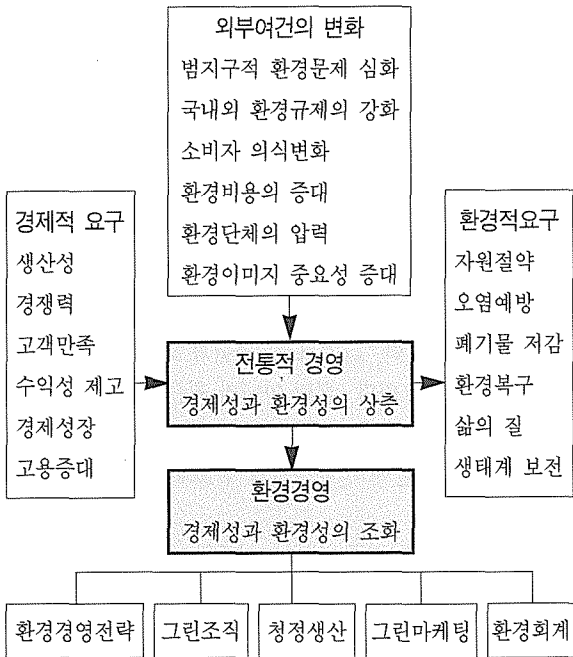 외부여건의 변화
범지구적 환경문제 심화
국내외 환경규제의 강화
소비자 의식변화
환경비용의 증대
환경단체의 압력
환경이미지 중요성 증대
경제적 요구
생산성
경쟁력
고객만족
수익성 제고
경제성장
고용증대
전통적 경영
경제성과 환경성의 상층
환경경영
경제성과 환경성의 조화
환경적요구
자원절약
오염예방
폐기물 저감
환경복구
삶의 질
생태계 보전
환경경영전략
그린조직
청정생산
그린마케팅
환경회계